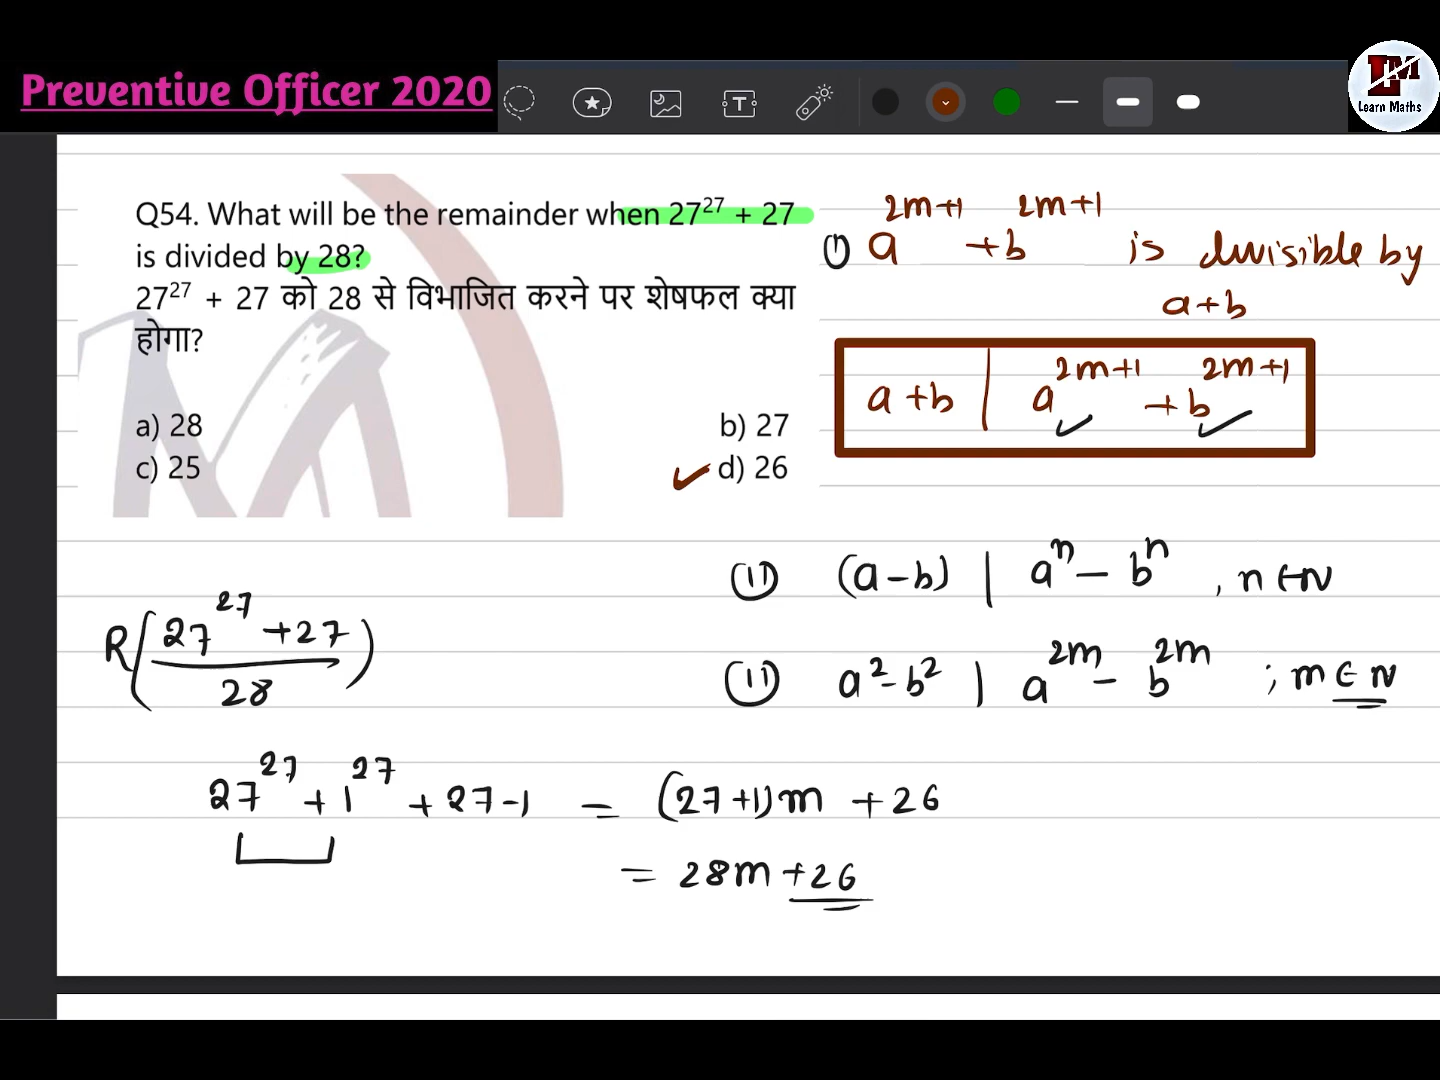 Preventive Officer 2020
Learn Maths
Q54. What will be the remainder when 27²⁷ + 27
is divided by 28?
27²⁷ + 27 को 28 से विभाजित करने पर शेषफल क्या
होगा?
a) 28
b) 27
c) 25
d) 26
(1) a^(2m+1) + b^(2m+1) is divisible by
a+b
a+b | a^(2m+1) + b^(2m+1)
(11) (a-b) | aⁿ - bⁿ, n ∈ N
(11) a² - b² | a^(2m) - b^(2m) ; m ∈ N
R((27²⁷ + 27)/28)
27²⁷ + 1²⁷ + 27 - 1 = (27+1)m + 26
= 28m + 26